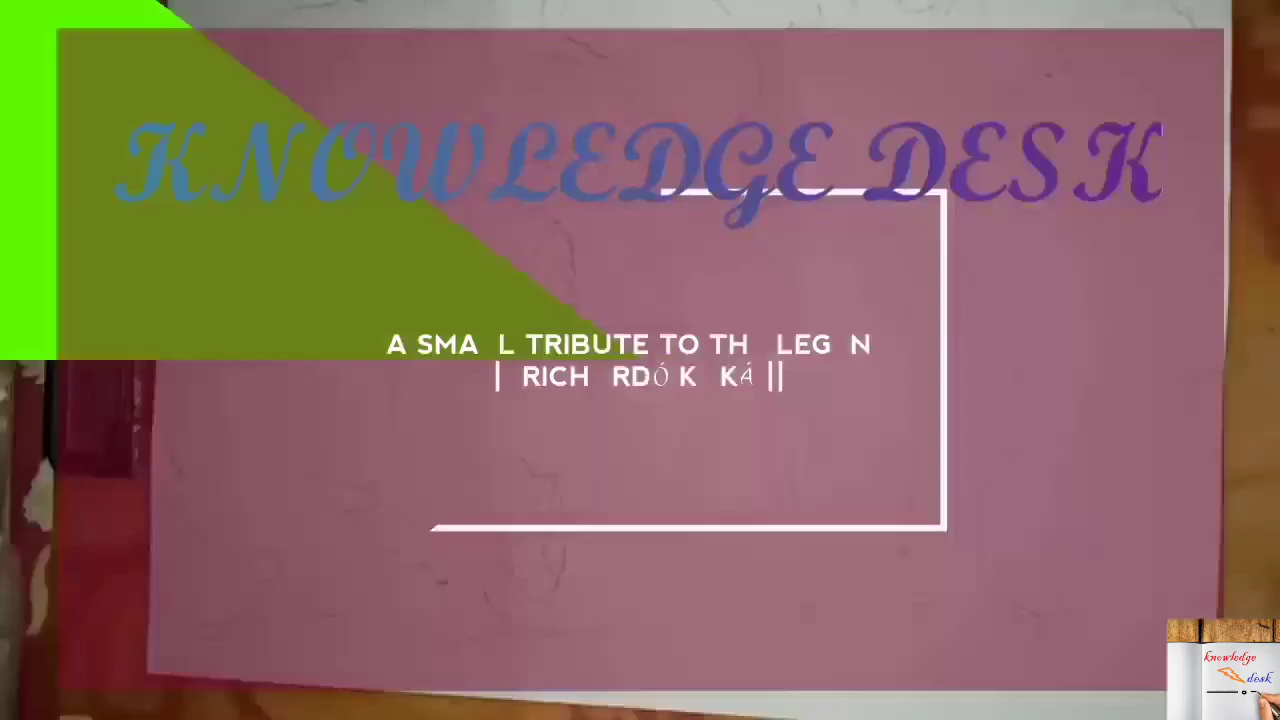 KNOWLEDGE DESK
A SMA L TRIBUTE TO TH LEG N
| RICH RDÓ K KÁ ||
knowledge
desk